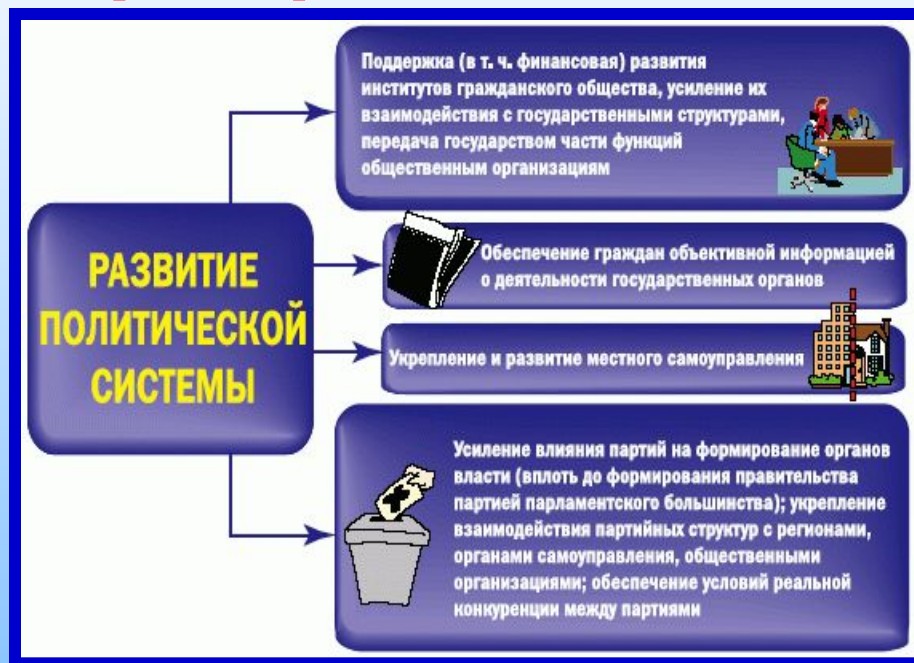 РАЗВИТИЕ
ПОЛИТИЧЕСКОЙ
СИСТЕМЫ
Поддержка (в т. ч. финансовая) развития
институтов гражданского общества, усиление их
взаимодействия с государственными структурами,
передача государством части функций
общественным организациям
Обеспечение граждан объективной информацией
о деятельности государственных органов
Укрепление и развитие местного самоуправления
Усиление влияния партий на формирование органов
власти (вплоть до формирования правительства
партией парламентского большинства); укрепление
взаимодействия партийных структур с регионами,
органами самоуправления, общественными
организациями; обеспечение условий реальной
конкуренции между партиями